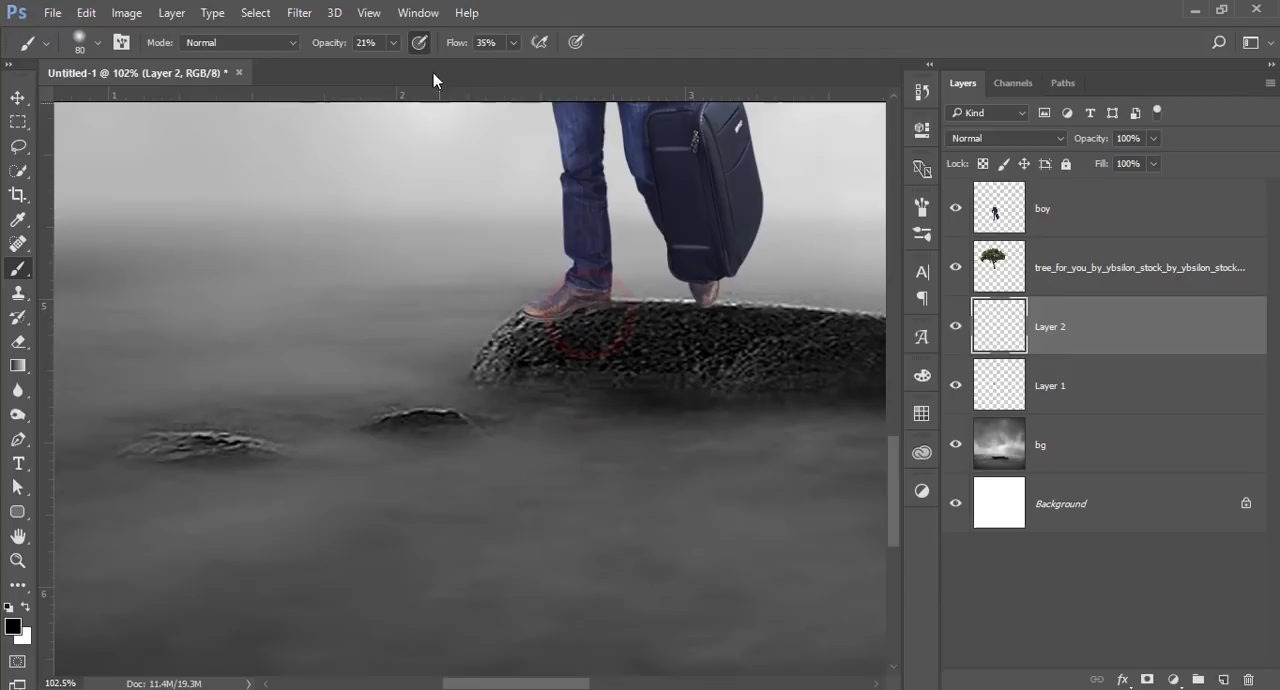 Ps File Edit Image Layer Type Select Filter 3D View Window Help
80 Mode: Normal Opacity: 21% Flow: 35%
Untitled-1 @ 102% (Layer 2, RGB/8) *
1 2 3
5
6
Layers Channels Paths
Kind T
Normal Opacity: 100%
Lock: Fill: 100%
boy
tree_for_you_by_ybsilon_stock_by_ybsilon_stock...
Layer 2
Layer 1
bg
Background
102.5% Doc: 11.4M/19.3M
fx